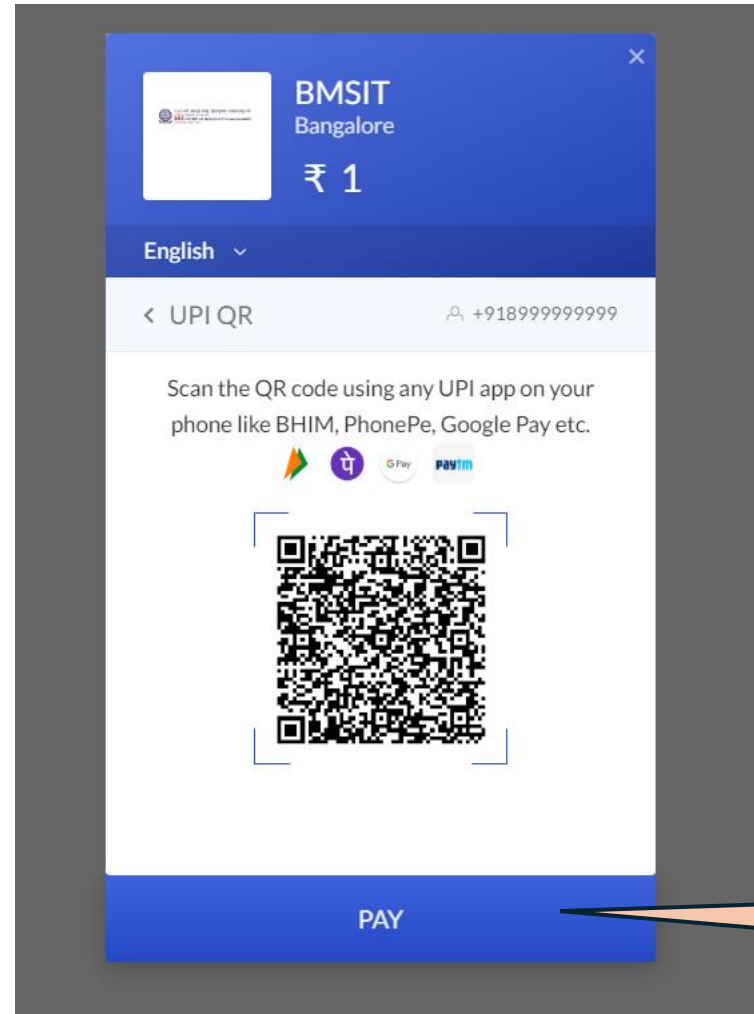 BMSIT
Bangalore
₹ 1
English
UPI QR
+918999999999
Scan the QR code using any UPI app on your
phone like BHIM, PhonePe, Google Pay etc.
पे
G Pay
Paytm
PAY